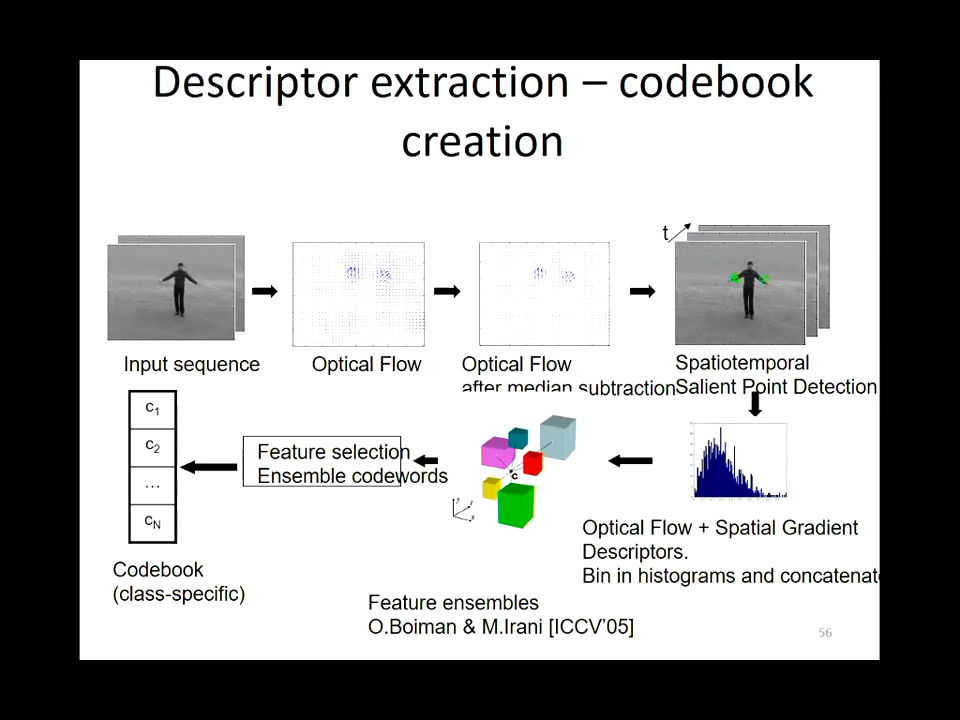 Descriptor extraction – codebook
creation
t
Input sequence
Optical Flow
Optical Flow
after median subtraction
Spatiotemporal
Salient Point Detection
c1
c2
...
cN
Feature selection
Ensemble codewords
c
y
t
x
Optical Flow + Spatial Gradient
Descriptors.
Bin in histograms and concatenate
Codebook
(class-specific)
Feature ensembles
O.Boiman & M.Irani [ICCV'05]
56